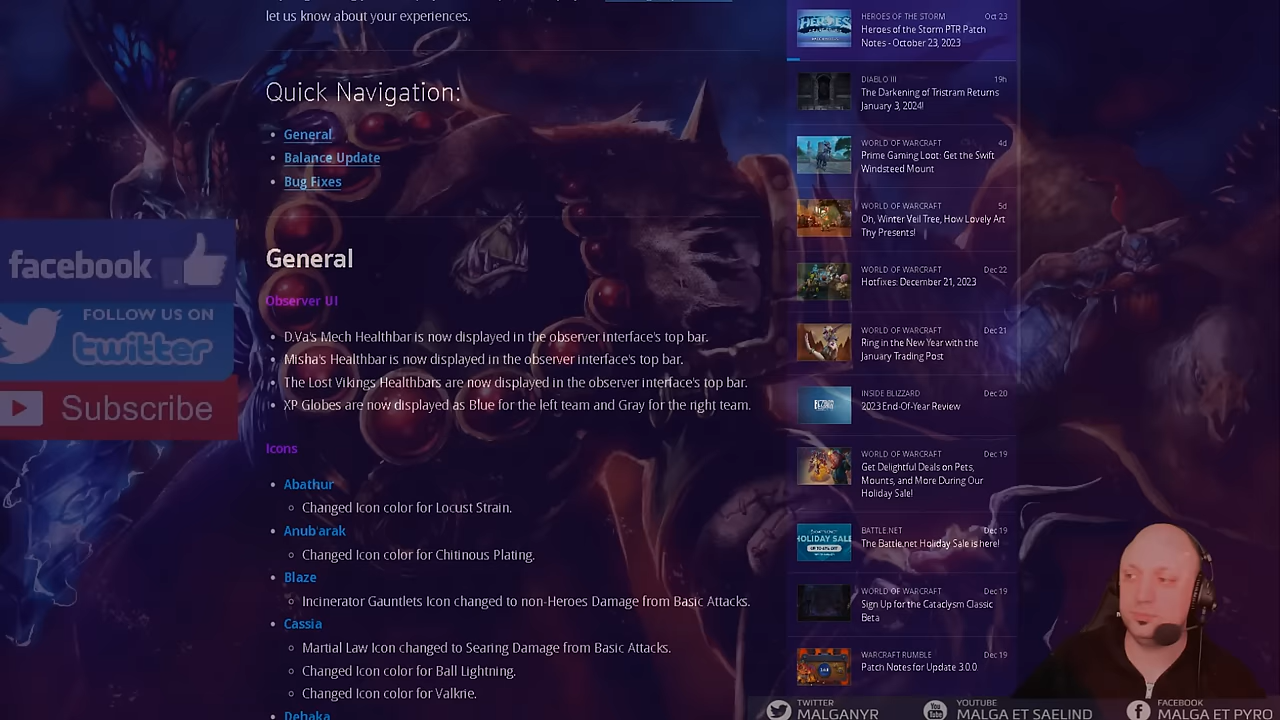 let us know about your experiences.
Quick Navigation:
General
Balance Update
Bug Fixes
General
Observer UI
D.Va's Mech Healthbar is now displayed in the observer interface's top bar.
Misha's Healthbar is now displayed in the observer interface's top bar.
The Lost Vikings Healthbars are now displayed in the observer interface's top bar.
XP Globes are now displayed as Blue for the left team and Gray for the right team.
Icons
Abathur
Changed Icon color for Locust Strain.
Anub'arak
Changed Icon color for Chitinous Plating.
Blaze
Incinerator Gauntlets Icon changed to non-Heroes Damage from Basic Attacks.
Cassia
Martial Law Icon changed to Searing Damage from Basic Attacks.
Changed Icon color for Ball Lightning.
Changed Icon color for Valkrie.
Dehaka
HEROES OF THE STORM Oct 23
Heroes of the Storm PTR Patch
Notes - October 23, 2023
DIABLO III 19h
The Darkening of Tristram Returns
January 3, 2024!
WORLD OF WARCRAFT 4d
Prime Gaming Loot: Get the Swift
Windsteed Mount
WORLD OF WARCRAFT 5d
Oh, Winter Veil Tree, How Lovely Art
Thy Presents!
WORLD OF WARCRAFT Dec 22
Hotfixes: December 21, 2023
WORLD OF WARCRAFT Dec 21
Ring in the New Year with the
January Trading Post
INSIDE BLIZZARD Dec 20
2023 End-Of-Year Review
WORLD OF WARCRAFT Dec 19
Get Delightful Deals on Pets,
Mounts, and More During Our
Holiday Sale!
HOLIDAY SALE
BATTLE.NET Dec 19
The Battle.net Holiday Sale is here!
WORLD OF WARCRAFT Dec 19
Sign Up for the Cataclysm Classic
Beta
WARCRAFT RUMBLE Dec 19
Patch Notes for Update 3.0.0
facebook
FOLLOW US ON
twitter
Subscribe
TWITTER
MALGANYR
YOUTUBE
MALGA ET SAELIND
FACEBOOK
MALGA ET PYRO